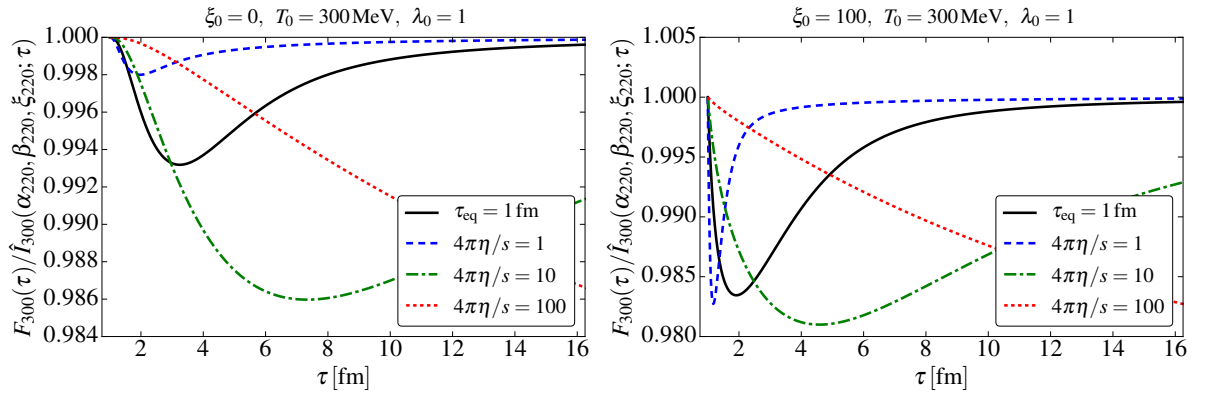 ξ₀ = 0, T₀ = 300 MeV, λ₀ = 1
F₃₀₀(τ)/Î₃₀₀(α₂₂₀, β₂₂₀, ξ₂₂₀; τ)
1.000
0.998
0.996
0.994
0.992
0.990
0.988
0.986
0.984
τ_eq = 1 fm
4πη/s = 1
4πη/s = 10
4πη/s = 100
2 4 6 8 10 12 14 16
τ [fm]
ξ₀ = 100, T₀ = 300 MeV, λ₀ = 1
F₃₀₀(τ)/Î₃₀₀(α₂₂₀, β₂₂₀, ξ₂₂₀; τ)
1.005
1.000
0.995
0.990
0.985
0.980
τ_eq = 1 fm
4πη/s = 1
4πη/s = 10
4πη/s = 100
2 4 6 8 10 12 14 16
τ [fm]